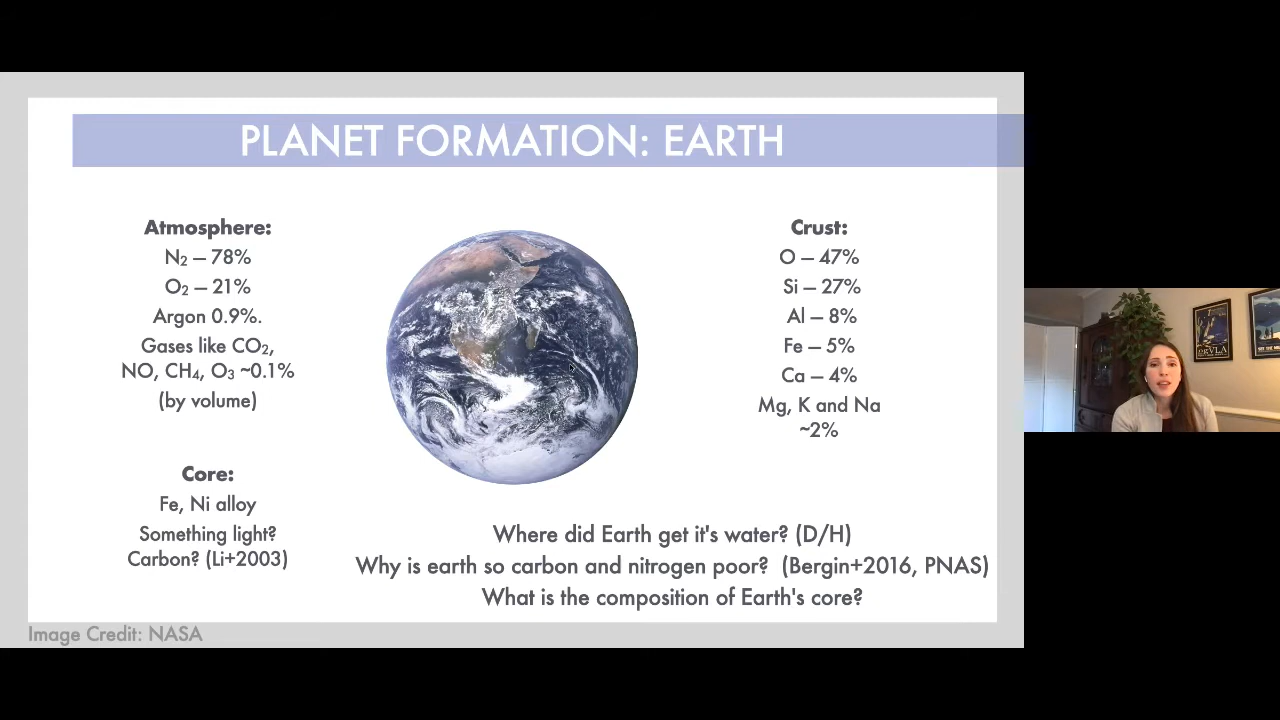 PLANET FORMATION: EARTH
Atmosphere:
N₂ – 78%
O₂ – 21%
Argon 0.9%.
Gases like CO₂,
NO, CH₄, O₃ ~0.1%
(by volume)
Core:
Fe, Ni alloy
Something light?
Carbon? (Li+2003)
Crust:
O – 47%
Si – 27%
Al – 8%
Fe – 5%
Ca – 4%
Mg, K and Na
~2%
Where did Earth get it's water? (D/H)
Why is earth so carbon and nitrogen poor? (Bergin+2016, PNAS)
What is the composition of Earth's core?
Image Credit: NASA